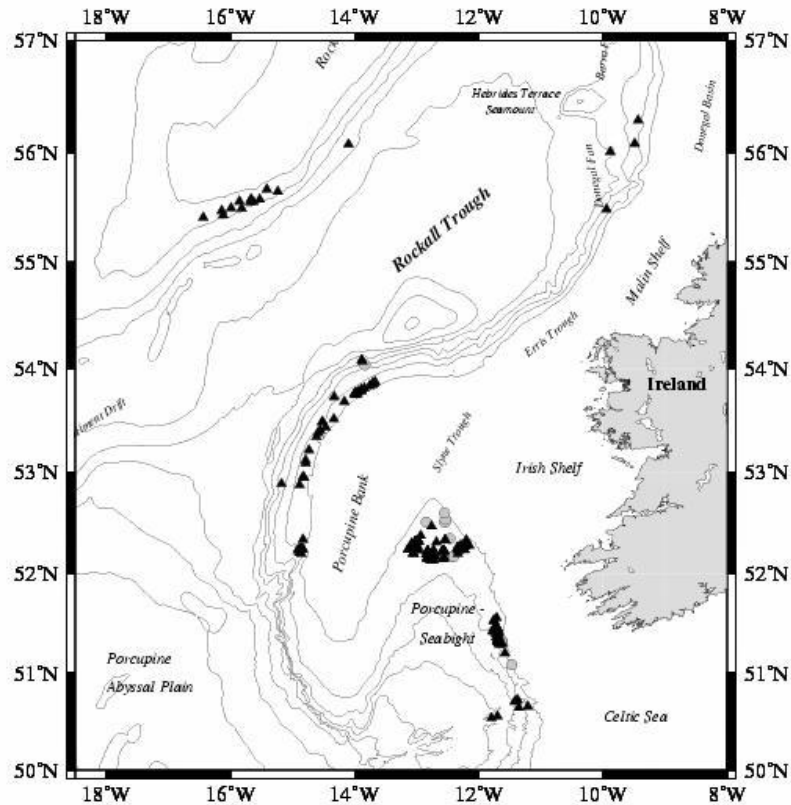 18°W 16°W 14°W 12°W 10°W 8°W
57°N 57°N
Hebrides Terrace
Seamount
Donegal Basin
56°N 56°N
Donegal Fan
Rockall Trough
55°N 55°N
Malin Shelf
Erris Trough
54°N 54°N
Ireland
Drift
Slyne Trough
53°N 53°N
Irish Shelf
Porcupine Bank
52°N 52°N
Porcupine -
Seabight
51°N 51°N
Porcupine
Abyssal Plain
Celtic Sea
50°N 50°N
18°W 16°W 14°W 12°W 10°W 8°W